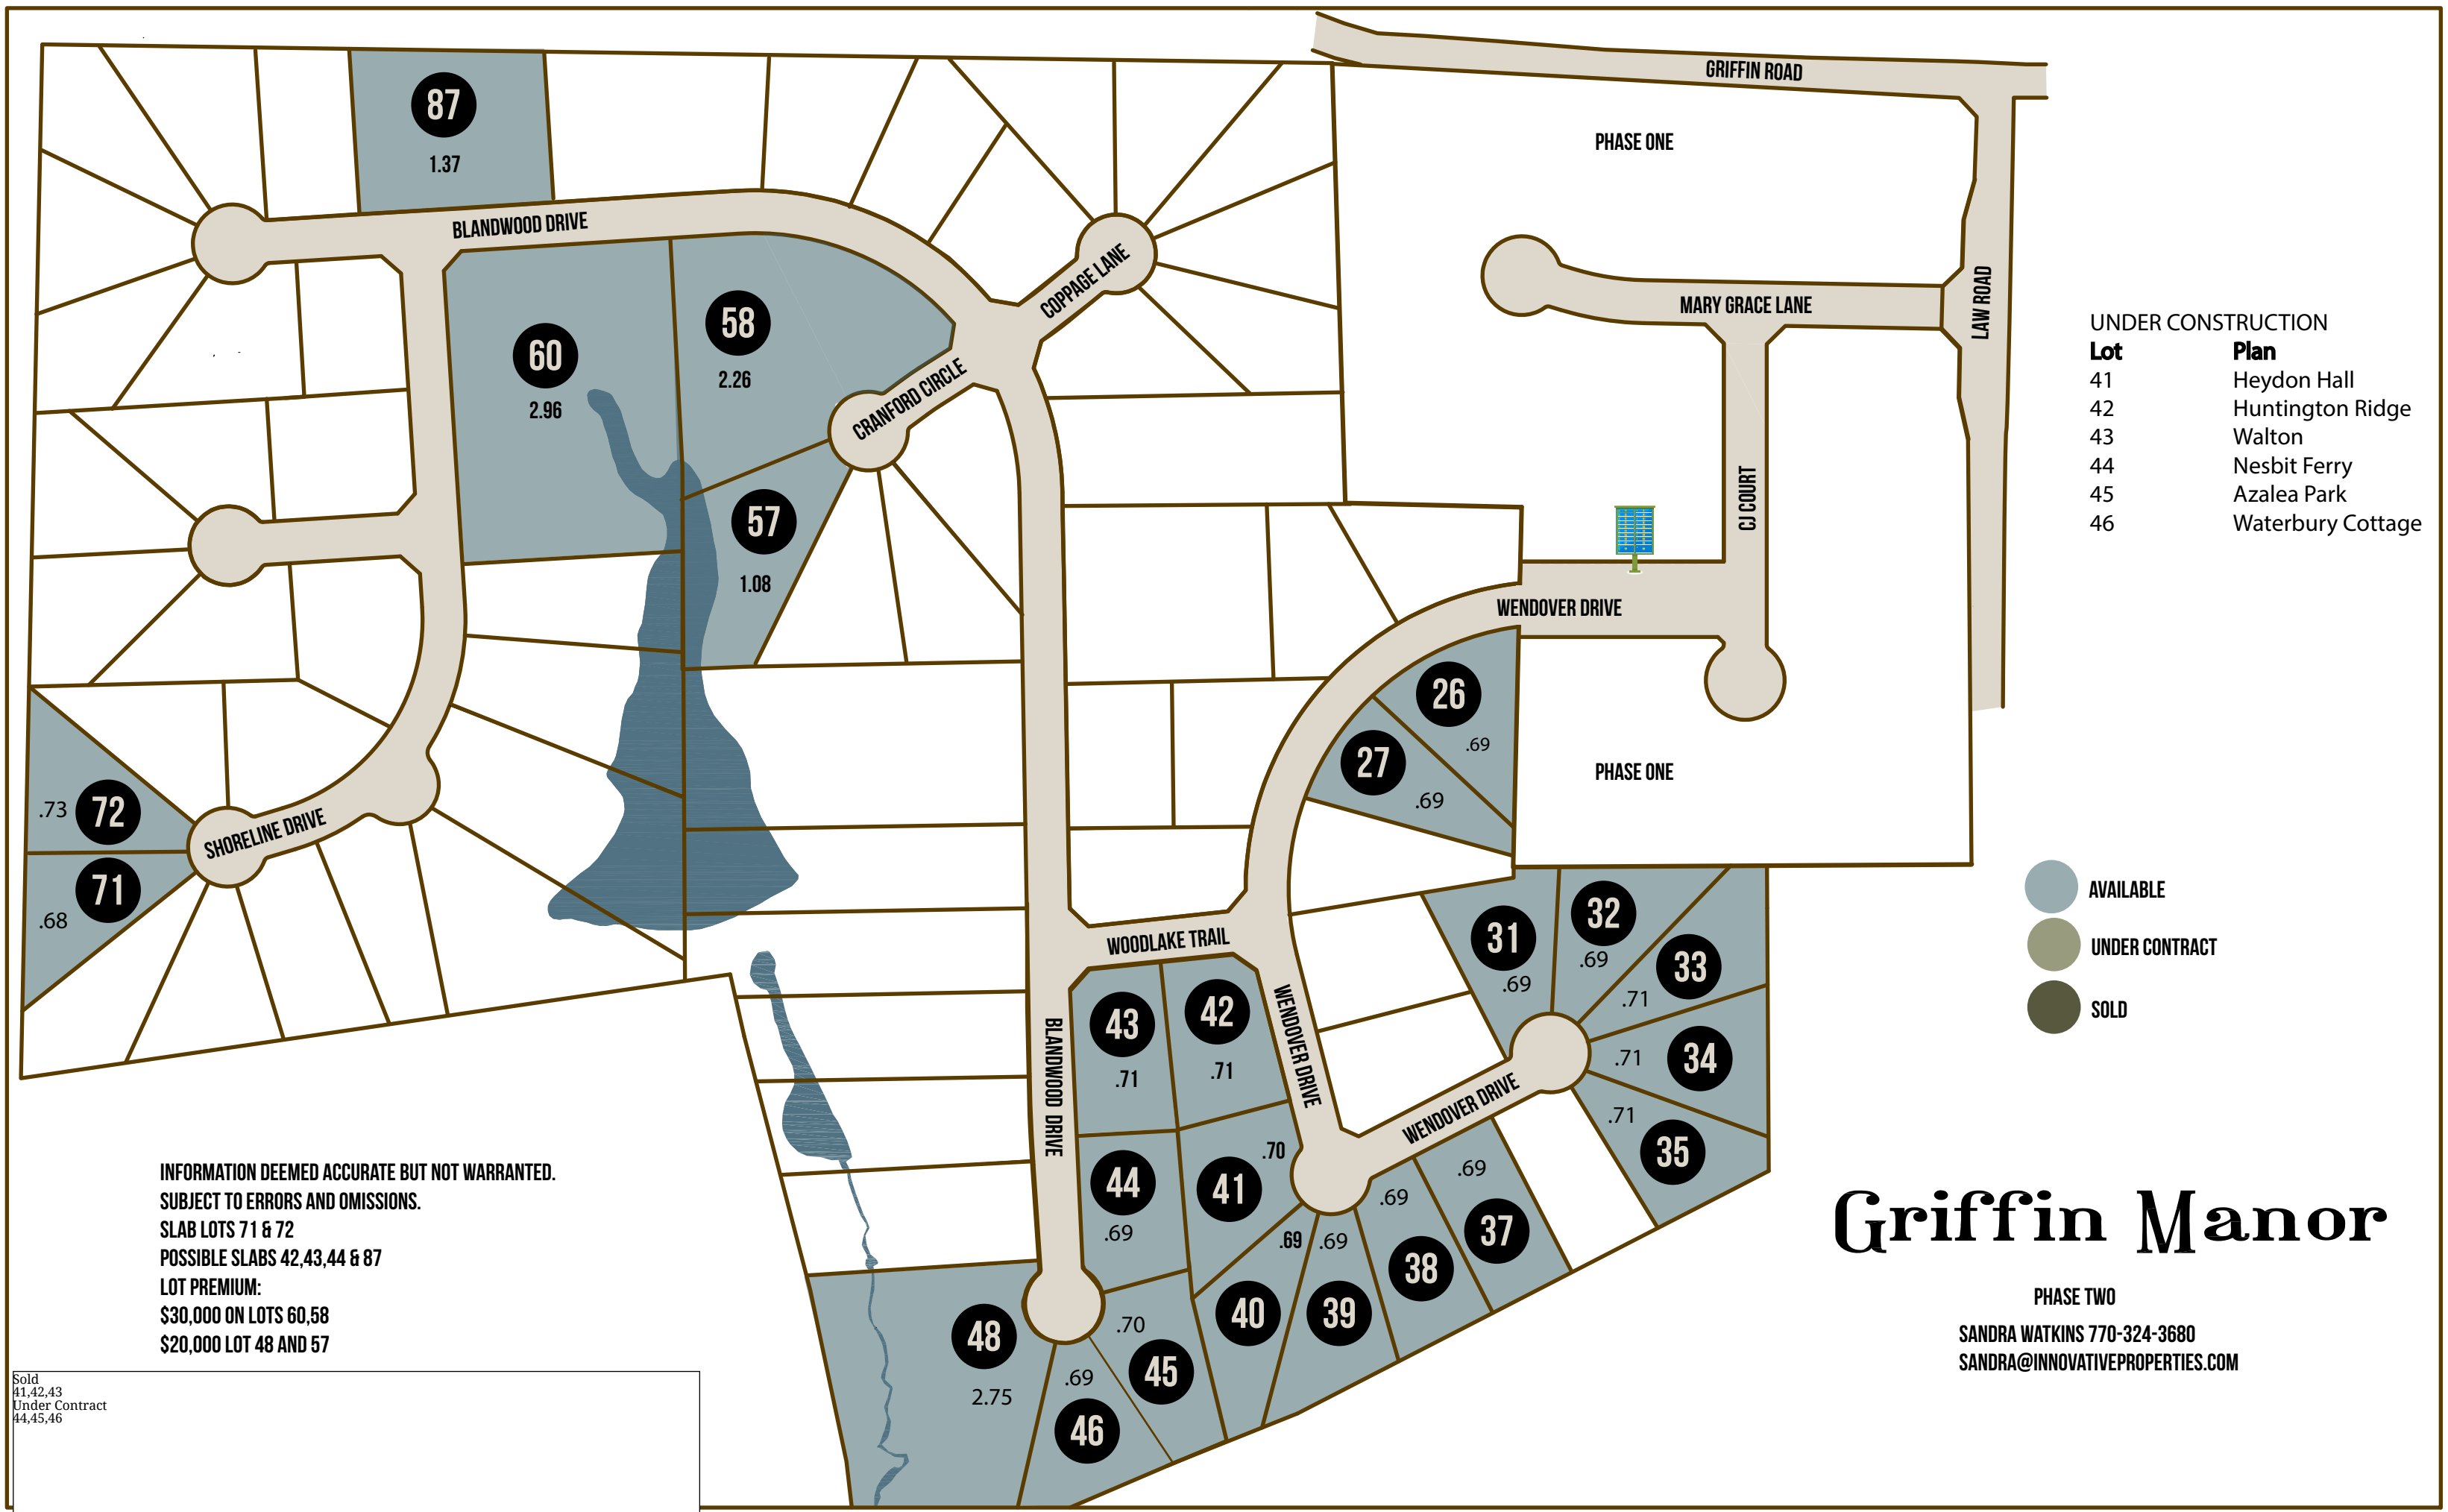 GRIFFIN ROAD
PHASE ONE
87
1.37
BLANDWOOD DRIVE
COPPAGE LANE
MARY GRACE LANE
LAW ROAD
58
2.26
60
2.96
CRANFORD CIRCLE
57
1.08
CJ COURT
WENDOVER DRIVE
UNDER CONSTRUCTION
Lot Plan
41 Heydon Hall
42 Huntington Ridge
43 Walton
44 Nesbit Ferry
45 Azalea Park
46 Waterbury Cottage
26
.69
27
.69
PHASE ONE
.73 72
SHORELINE DRIVE
71
.68
AVAILABLE
UNDER CONTRACT
SOLD
WOODLAKE TRAIL
31
.69
32
.69
33
.71
34
.71
35
.71
43
.71
42
.71
WENDOVER DRIVE
BLANDWOOD DRIVE
WENDOVER DRIVE
44
.69
41
.70
.69
40
.69
39
.69
38
.69
37
48
2.75
.70
45
.69
46
INFORMATION DEEMED ACCURATE BUT NOT WARRANTED.
SUBJECT TO ERRORS AND OMISSIONS.
SLAB LOTS 71 & 72
POSSIBLE SLABS 42,43,44 & 87
LOT PREMIUM:
$30,000 ON LOTS 60,58
$20,000 LOT 48 AND 57
Sold
41,42,43
Under Contract
44,45,46
Griffin Manor
PHASE TWO
SANDRA WATKINS 770-324-3680
SANDRA@INNOVATIVEPROPERTIES.COM